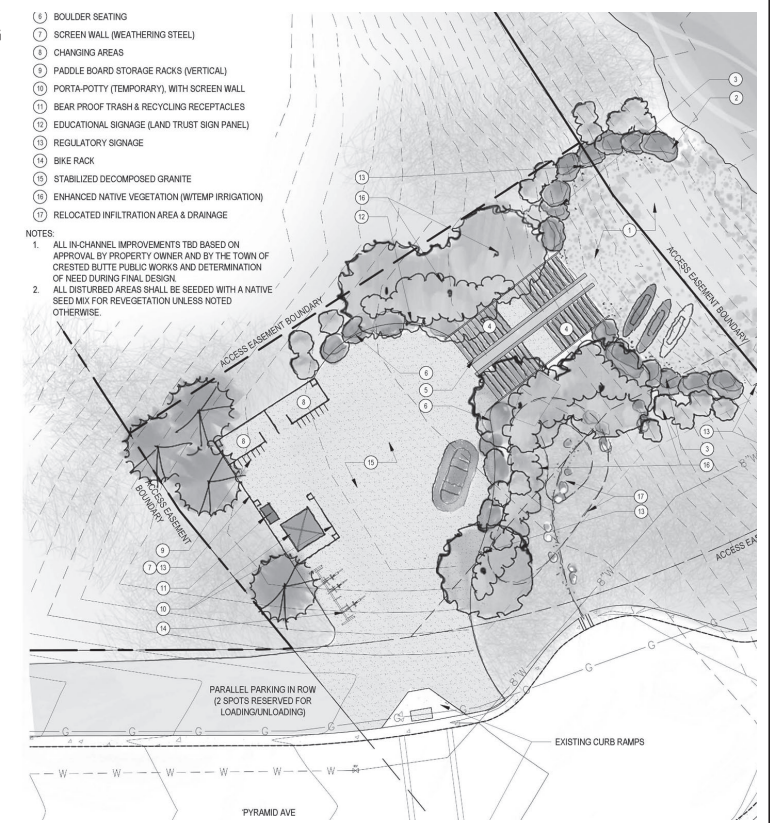 6 BOULDER SEATING
7 SCREEN WALL (WEATHERING STEEL)
8 CHANGING AREAS
9 PADDLE BOARD STORAGE RACKS (VERTICAL)
10 PORTA-POTTY (TEMPORARY), WITH SCREEN WALL
11 BEAR PROOF TRASH & RECYCLING RECEPTACLES
12 EDUCATIONAL SIGNAGE (LAND TRUST SIGN PANEL)
13 REGULATORY SIGNAGE
14 BIKE RACK
15 STABILIZED DECOMPOSED GRANITE
16 ENHANCED NATIVE VEGETATION (W/TEMP IRRIGATION)
17 RELOCATED INFILTRATION AREA & DRAINAGE
NOTES:
1. ALL IN-CHANNEL IMPROVEMENTS TBD BASED ON
APPROVAL BY PROPERTY OWNER AND BY THE TOWN OF
CRESTED BUTTE PUBLIC WORKS AND DETERMINATION
OF NEED DURING FINAL DESIGN.
2. ALL DISTURBED AREAS SHALL BE SEEDED WITH A NATIVE
SEED MIX FOR REVEGETATION UNLESS NOTED
OTHERWISE.
3
2
13
16
12
1
ACCESS EASEMENT BOUNDARY
ACCESS EASEMENT BOUNDARY
4
4
6
5
6
8
8
15
13
3
16
17
13
8"W
ACCESS EASEMENT
BOUNDARY
9
7 13
11
10
14
ACCESS EAS
8"W
8"W
PARALLEL PARKING IN ROW
(2 SPOTS RESERVED FOR
LOADING/UNLOADING)
G G G G G G G
EXISTING CURB RAMPS
W W W W W
'PYRAMID AVE